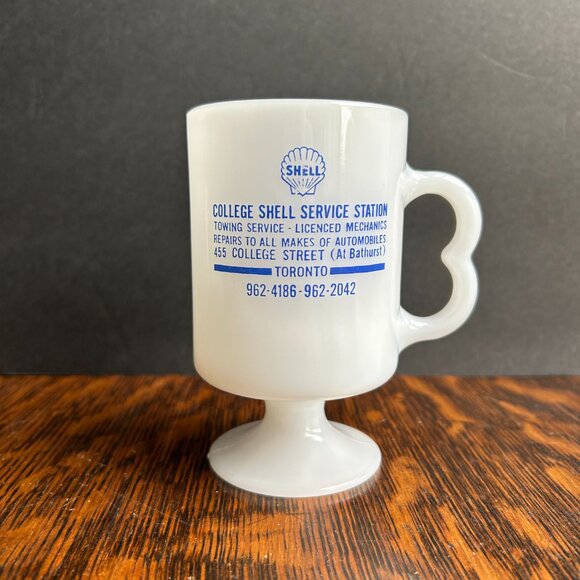 SHELL
COLLEGE SHELL SERVICE STATION
TOWING SERVICE - LICENCED MECHANICS
REPAIRS TO ALL MAKES OF AUTOMOBILES
455 COLLEGE STREET (At Bathurst)
TORONTO
962-4186-962-2042